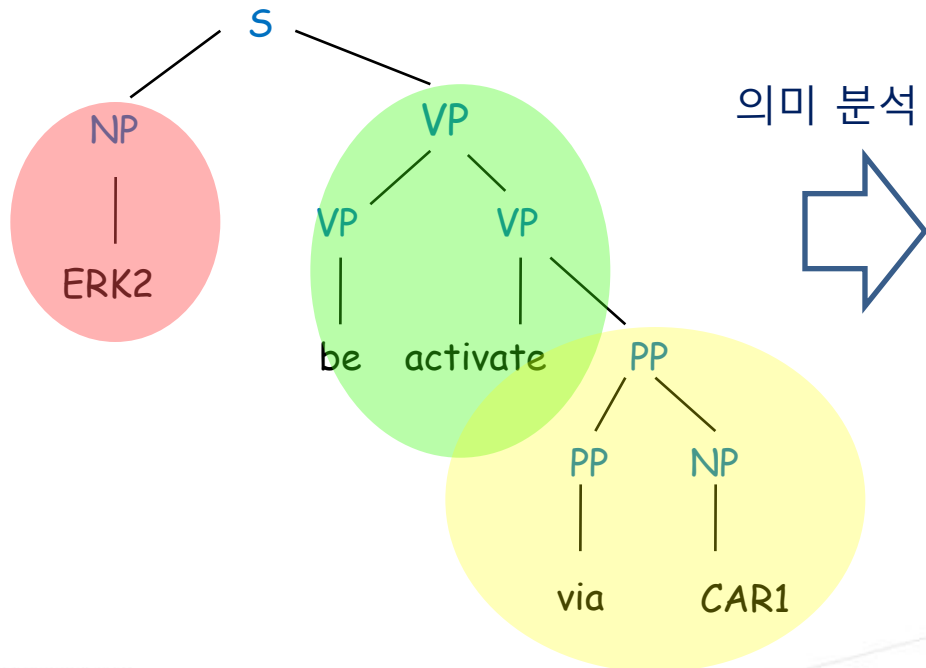 S
NP
VP
의미 분석
VP VP
ERK2
be activate PP
PP NP
via CAR1